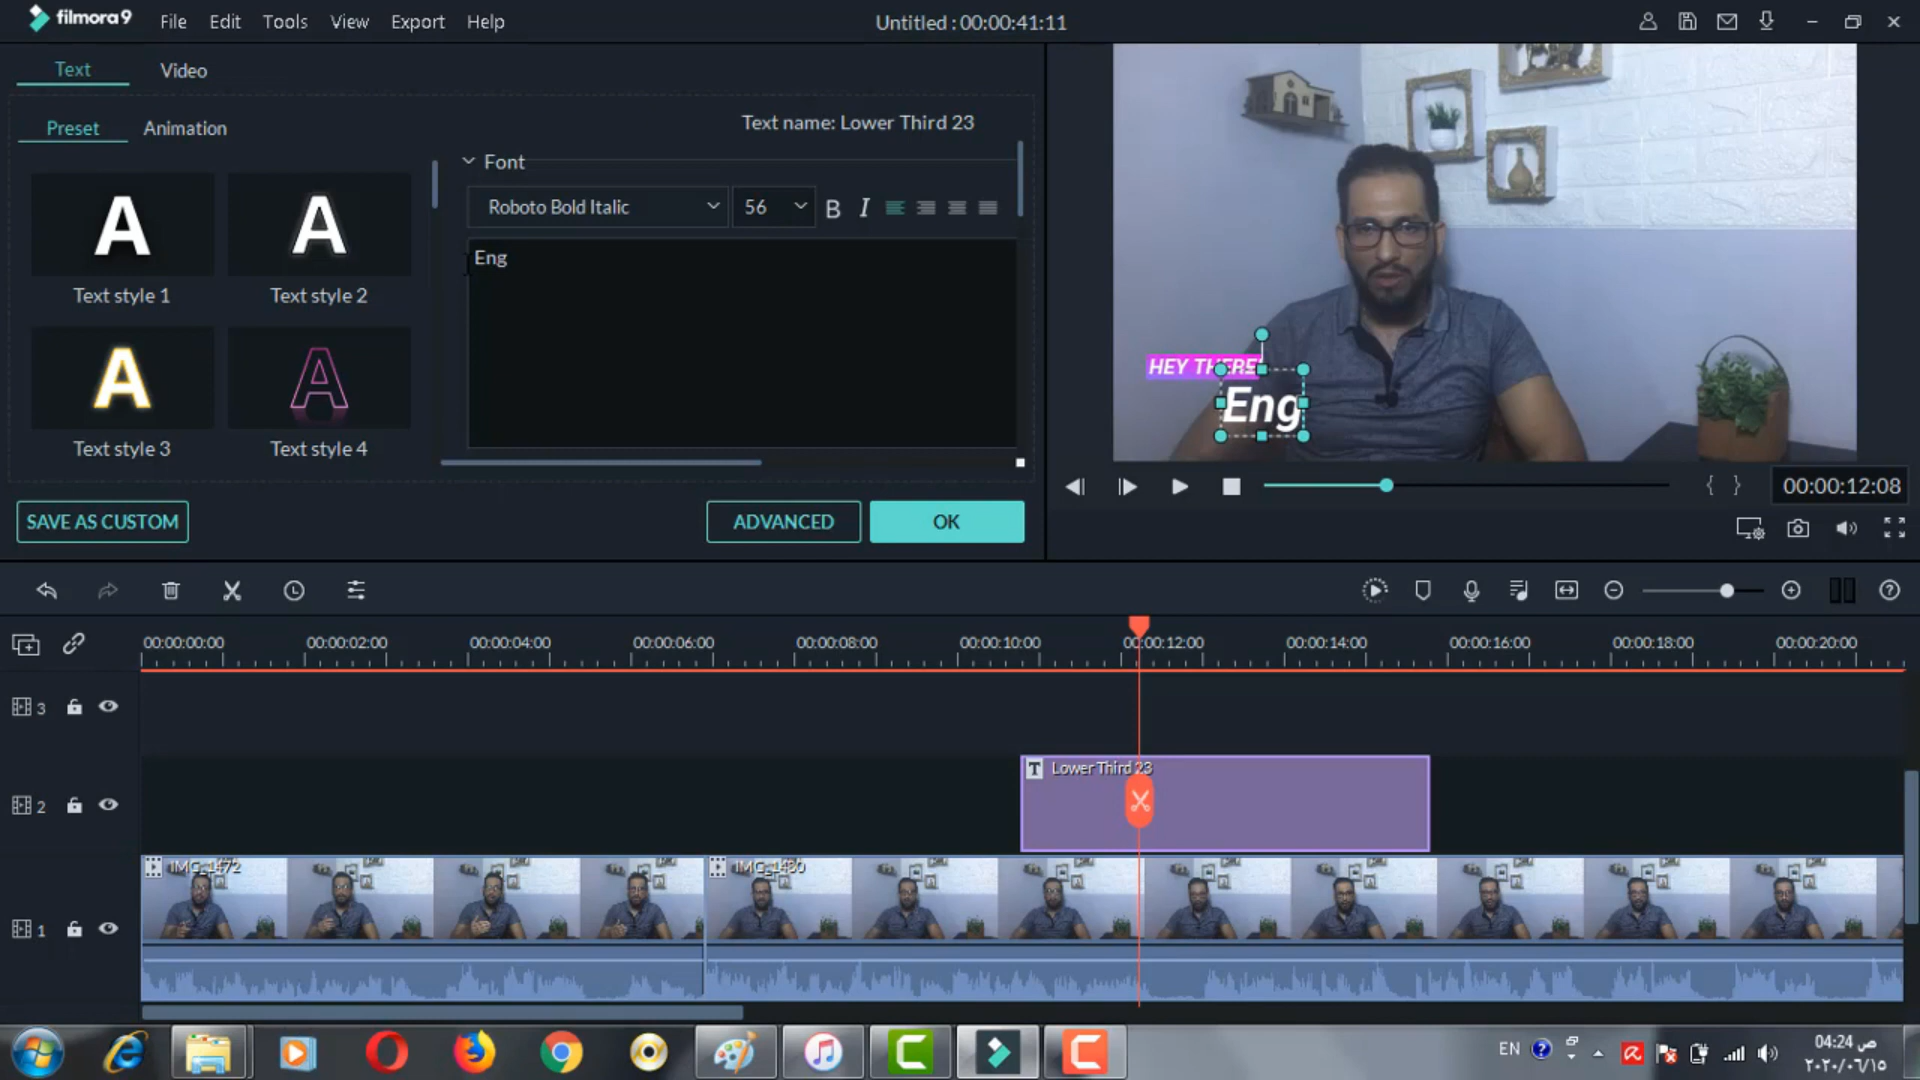 filmora9
File Edit Tools View Export Help
Untitled : 00:00:41:11
Text Video
Preset Animation
Text name: Lower Third 23
Font
Roboto Bold Italic 56 B I
Eng
A A
Text style 1 Text style 2
A A
Text style 3 Text style 4
SAVE AS CUSTOM ADVANCED OK
HEY THERE!
Eng
00:00:12:08
00:00:00:00 00:00:02:00 00:00:04:00 00:00:06:00 00:00:08:00 00:00:10:00 00:00:12:00 00:00:14:00 00:00:16:00 00:00:18:00 00:00:20:00
3
T Lower Third 23
2
IMG_1472 IMG_1480
1
EN
04:24 ص
٢٠٢٠/٠٦/١٥